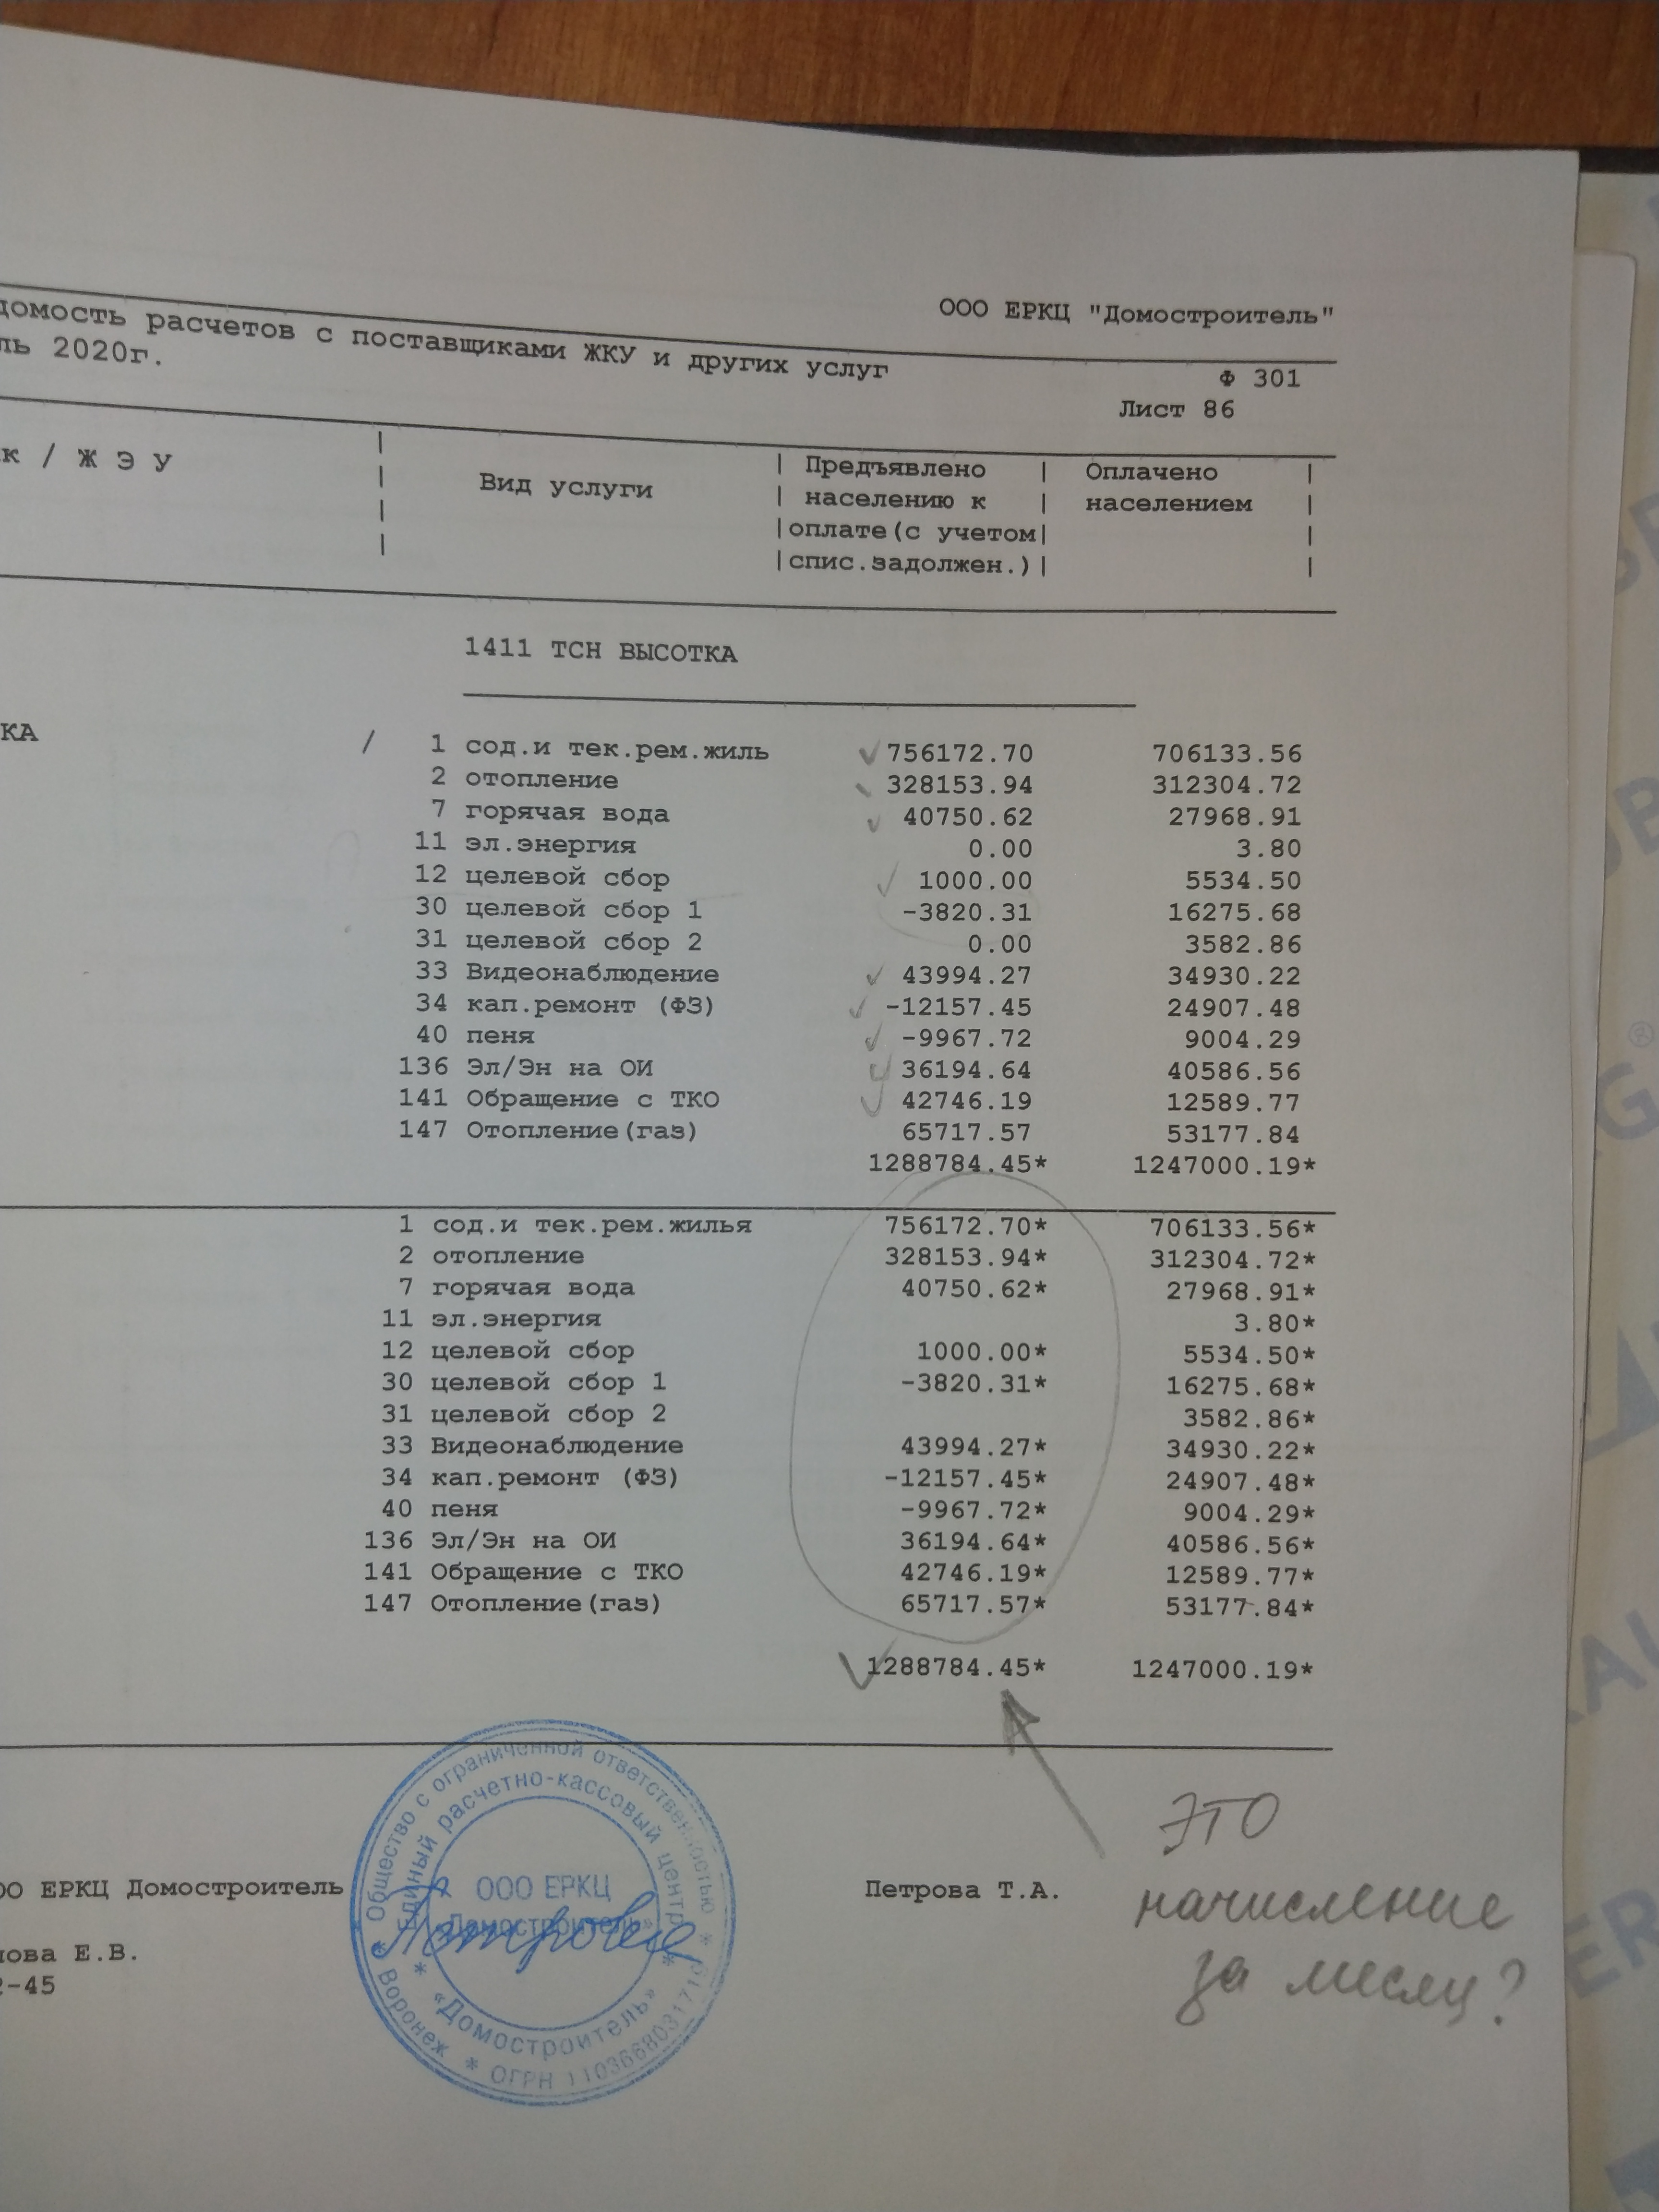 ООО ЕРКЦ "Домостроитель"
домость расчетов с поставщиками ЖКУ и других услуг
ль 2020г.
Ф 301
Лист 86
к / Ж Э У | Вид услуги | Предъявлено | Оплачено |
| населению к | населением |
|оплате(с учетом|
|спис.задолжен.)|
1411 ТСН ВЫСОТКА
КА / 1 сод.и тек.рем.жиль 756172.70 706133.56
2 отопление 328153.94 312304.72
7 горячая вода 40750.62 27968.91
11 эл.энергия 0.00 3.80
12 целевой сбор 1000.00 5534.50
30 целевой сбор 1 -3820.31 16275.68
31 целевой сбор 2 0.00 3582.86
33 Видеонаблюдение 43994.27 34930.22
34 кап.ремонт (ФЗ) -12157.45 24907.48
40 пеня -9967.72 9004.29
136 Эл/Эн на ОИ 36194.64 40586.56
141 Обращение с ТКО 42746.19 12589.77
147 Отопление(газ) 65717.57 53177.84
1288784.45* 1247000.19*
1 сод.и тек.рем.жилья 756172.70* 706133.56*
2 отопление 328153.94* 312304.72*
7 горячая вода 40750.62* 27968.91*
11 эл.энергия 3.80*
12 целевой сбор 1000.00* 5534.50*
30 целевой сбор 1 -3820.31* 16275.68*
31 целевой сбор 2 3582.86*
33 Видеонаблюдение 43994.27* 34930.22*
34 кап.ремонт (ФЗ) -12157.45* 24907.48*
40 пеня -9967.72* 9004.29*
136 Эл/Эн на ОИ 36194.64* 40586.56*
141 Обращение с ТКО 42746.19* 12589.77*
147 Отопление(газ) 65717.57* 53177.84*
1288784.45* 1247000.19*
это
начисление
за месяц?
ОО ЕРКЦ Домостроитель
Петрова Т.А.
нова Е.В.
2-45
Общество с ограниченной ответственностью
Единый расчетно-кассовый центр
ООО ЕРКЦ
«Домостроитель»
* «Домостроитель» *
* Воронеж * ОГРН